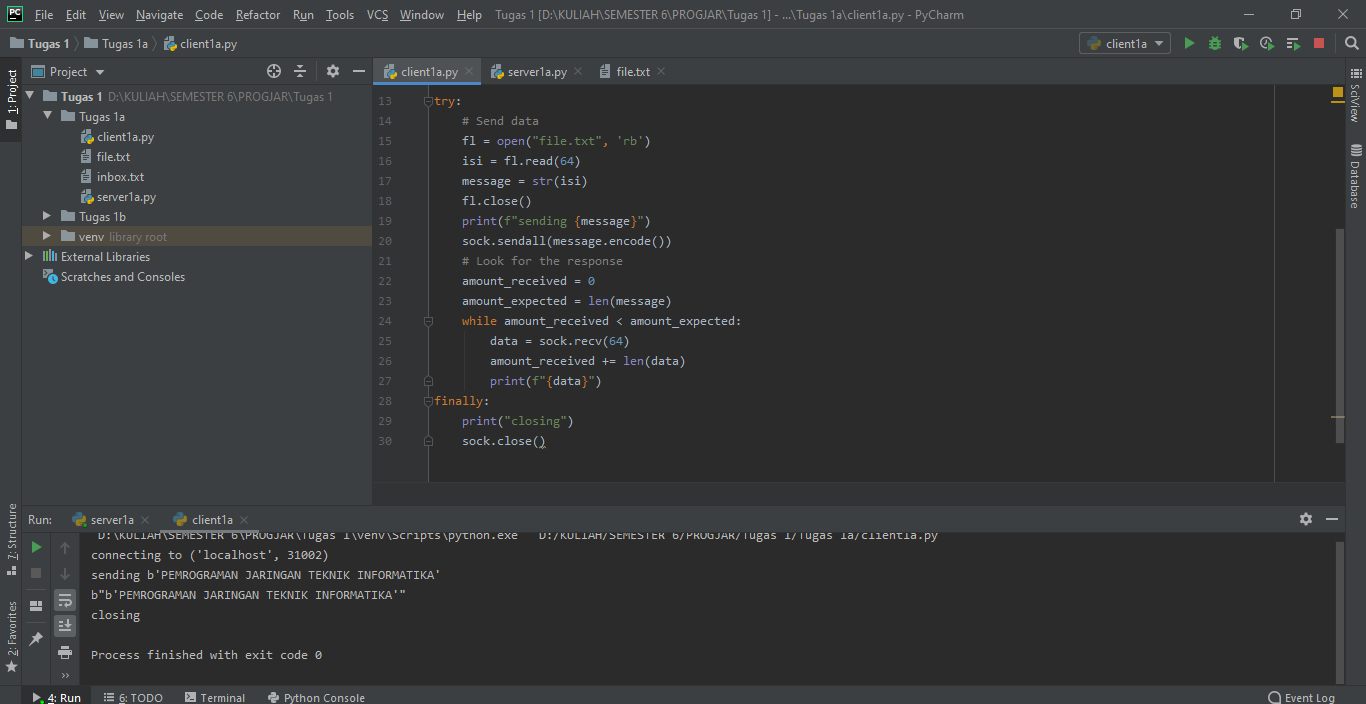 PC File Edit View Navigate Code Refactor Run Tools VCS Window Help Tugas 1 [D:\KULIAH\SEMESTER 6\PROGJAR\Tugas 1] - ...\Tugas 1a\client1a.py - PyCharm
Tugas 1 Tugas 1a client1a.py client1a
1: Project
Project
client1a.py server1a.py file.txt
Tugas 1 D:\KULIAH\SEMESTER 6\PROGJAR\Tugas 1
Tugas 1a
client1a.py
file.txt
inbox.txt
server1a.py
Tugas 1b
venv library root
External Libraries
Scratches and Consoles
13 try:
14 # Send data
15 fl = open("file.txt", 'rb')
16 isi = fl.read(64)
17 message = str(isi)
18 fl.close()
19 print(f"sending {message}")
20 sock.sendall(message.encode())
21 # Look for the response
22 amount_received = 0
23 amount_expected = len(message)
24 while amount_received < amount_expected:
25 data = sock.recv(64)
26 amount_received += len(data)
27 print(f"{data}")
28 finally:
29 print("closing")
30 sock.close()
SciView
Database
7: Structure
2: Favorites
Run: server1a client1a
D:\KULIAH\SEMESTER 6\PROGJAR\Tugas 1\venv\Scripts\python.exe D:/KULIAH/SEMESTER 6/PROGJAR/Tugas 1/Tugas 1a/client1a.py
connecting to ('localhost', 31002)
sending b'PEMROGRAMAN JARINGAN TEKNIK INFORMATIKA'
b"b'PEMROGRAMAN JARINGAN TEKNIK INFORMATIKA'"
closing
Process finished with exit code 0
4: Run 6: TODO Terminal Python Console Event Log